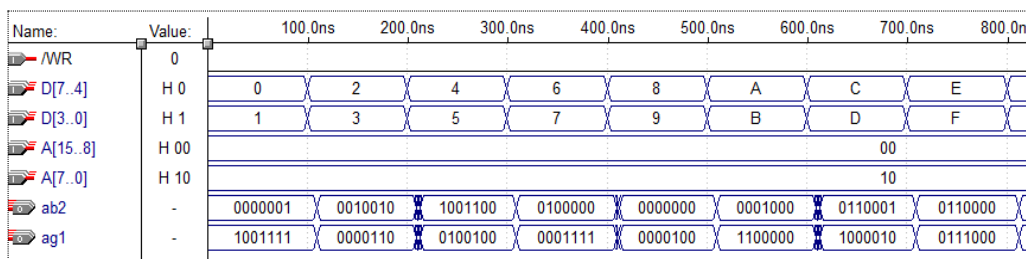 Name: Value: 100.0ns 200.0ns 300.0ns 400.0ns 500.0ns 600.0ns 700.0ns 800.0n
/WR 0
D[7..4] H 0 0 2 4 6 8 A C E
D[3..0] H 1 1 3 5 7 9 B D F
A[15..8] H 00 00
A[7..0] H 10 10
ab2 - 0000001 0010010 1001100 0100000 0000000 0001000 0110001 0110000
ag1 - 1001111 0000110 0100100 0001111 0000100 1100000 1000010 0111000